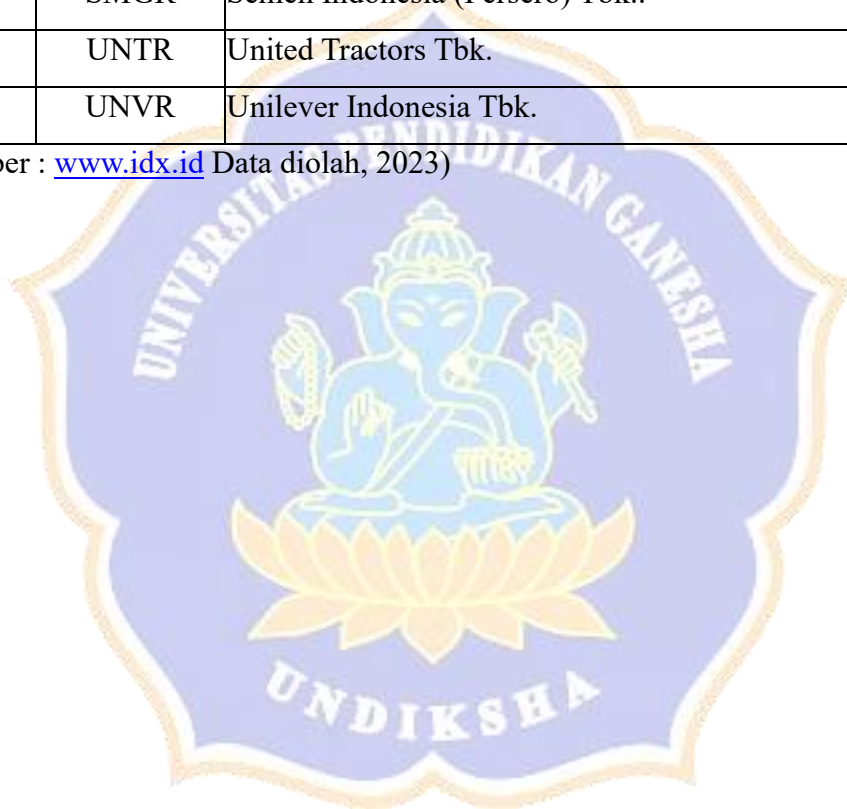 SMGR Semen Indonesia (Persero) Tbk..
UNTR United Tractors Tbk.
UNVR Unilever Indonesia Tbk.
ber : www.idx.id Data diolah, 2023)
UNIVERSITAS PENDIDIKAN GANESHA
UNDIKSHA